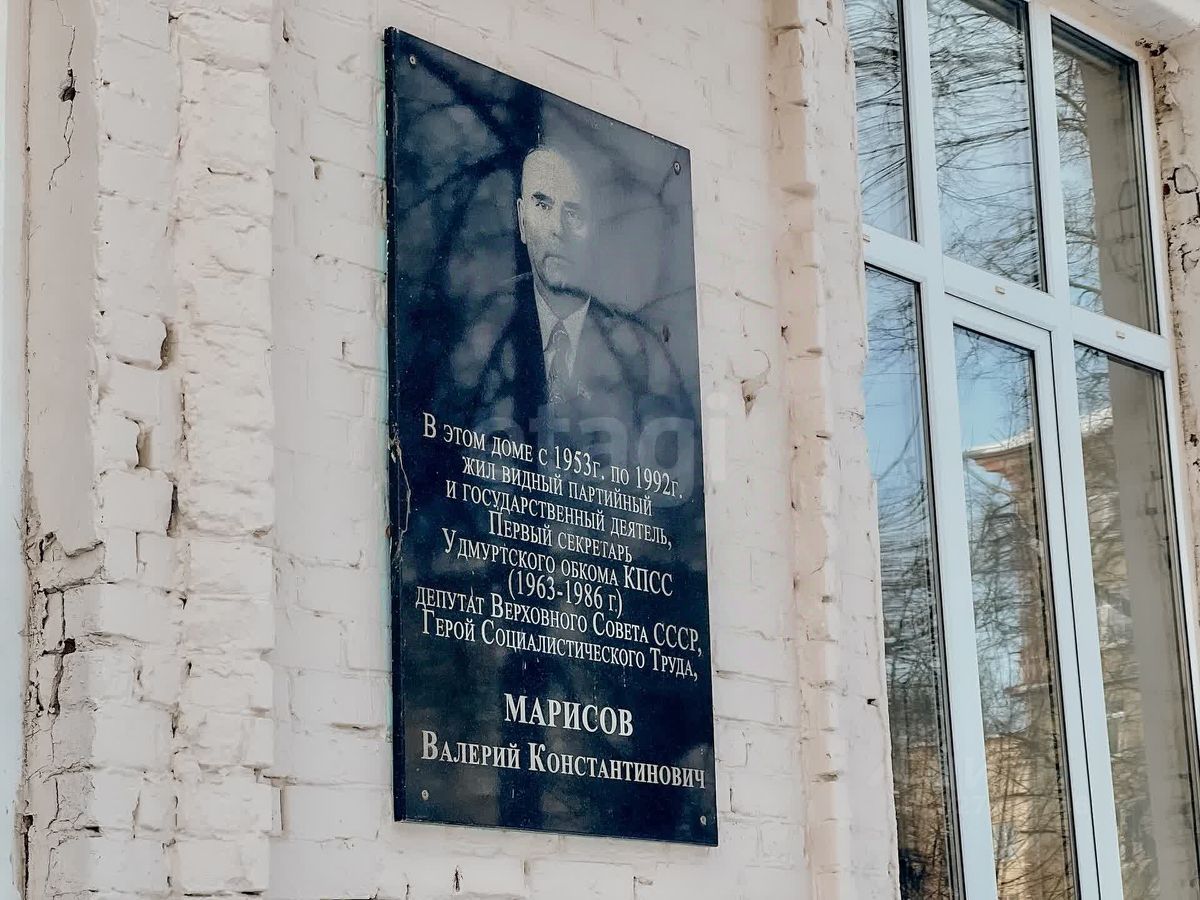 В этом доме с 1953г. по 1992г.
жил видный партийный
и государственный деятель,
Первый секретарь
Удмуртского обкома КПСС
(1963-1986 г.)
депутат Верховного Совета СССР,
Герой Социалистического Труда,
МАРИСОВ
Валерий Константинович
etagi